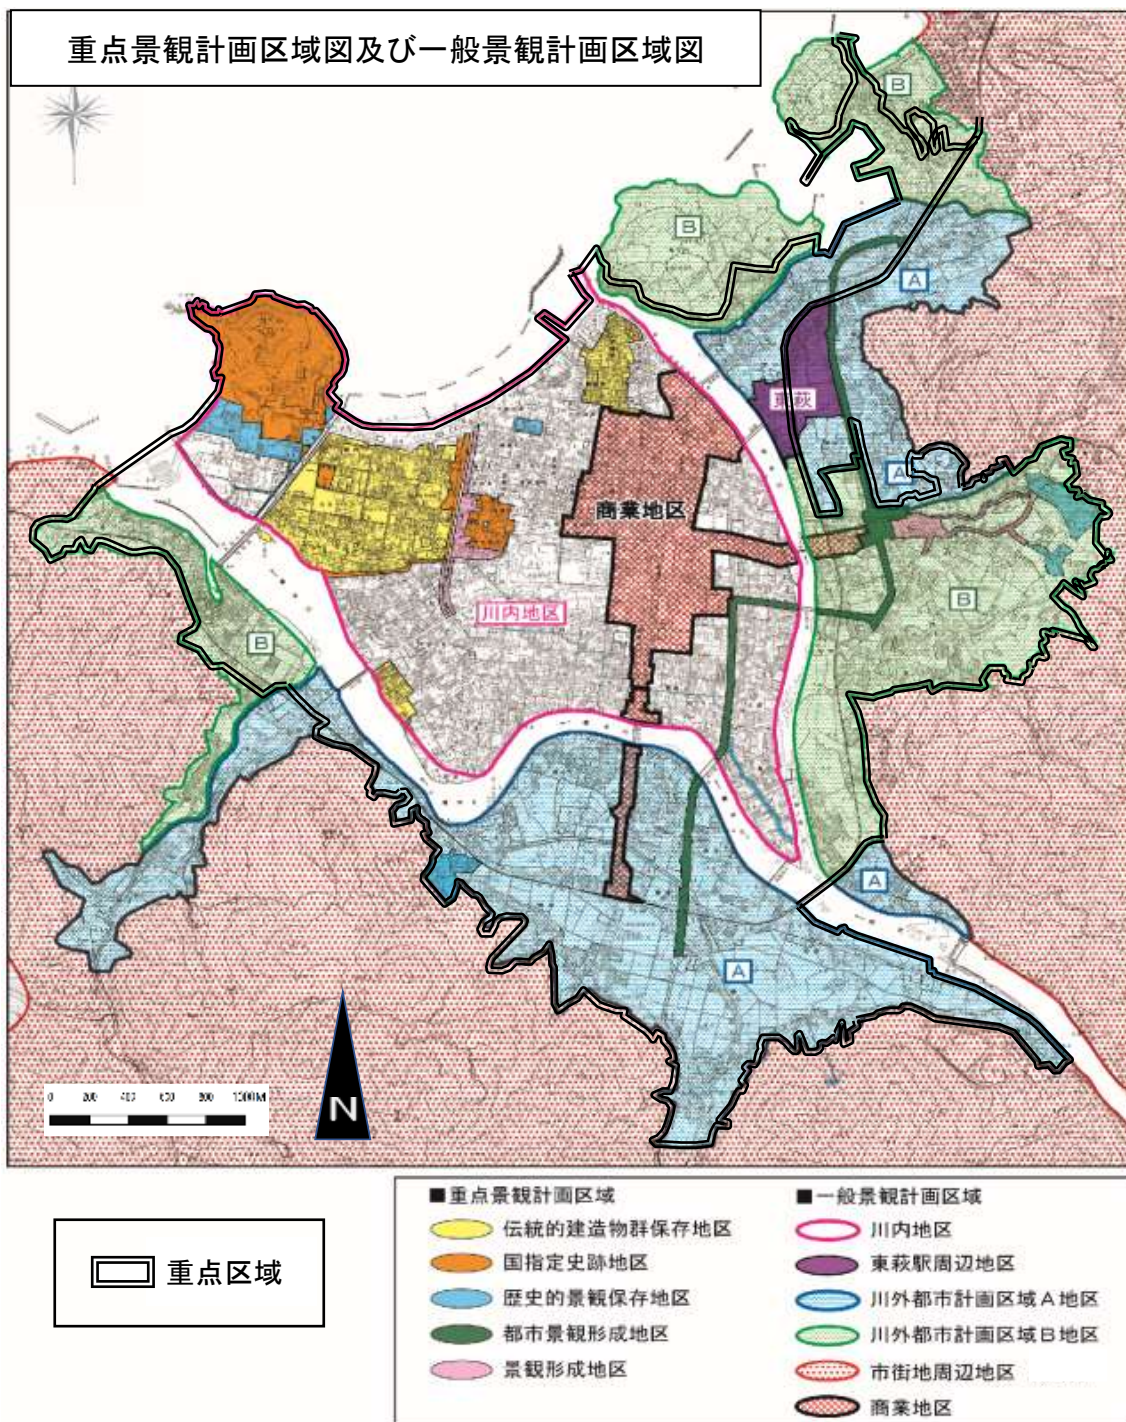 重点景観計画区域図及び一般景観計画区域図
B
B
A
東萩
A
商業地区
川内地区
B
B
A
A
N
0 200 400 600 800 1000M
重点区域
■重点景観計画区域
伝統的建造物群保存地区
国指定史跡地区
歴史的景観保存地区
都市景観形成地区
景観形成地区
■一般景観計画区域
川内地区
東萩駅周辺地区
川外都市計画区域A地区
川外都市計画区域B地区
市街地周辺地区
商業地区